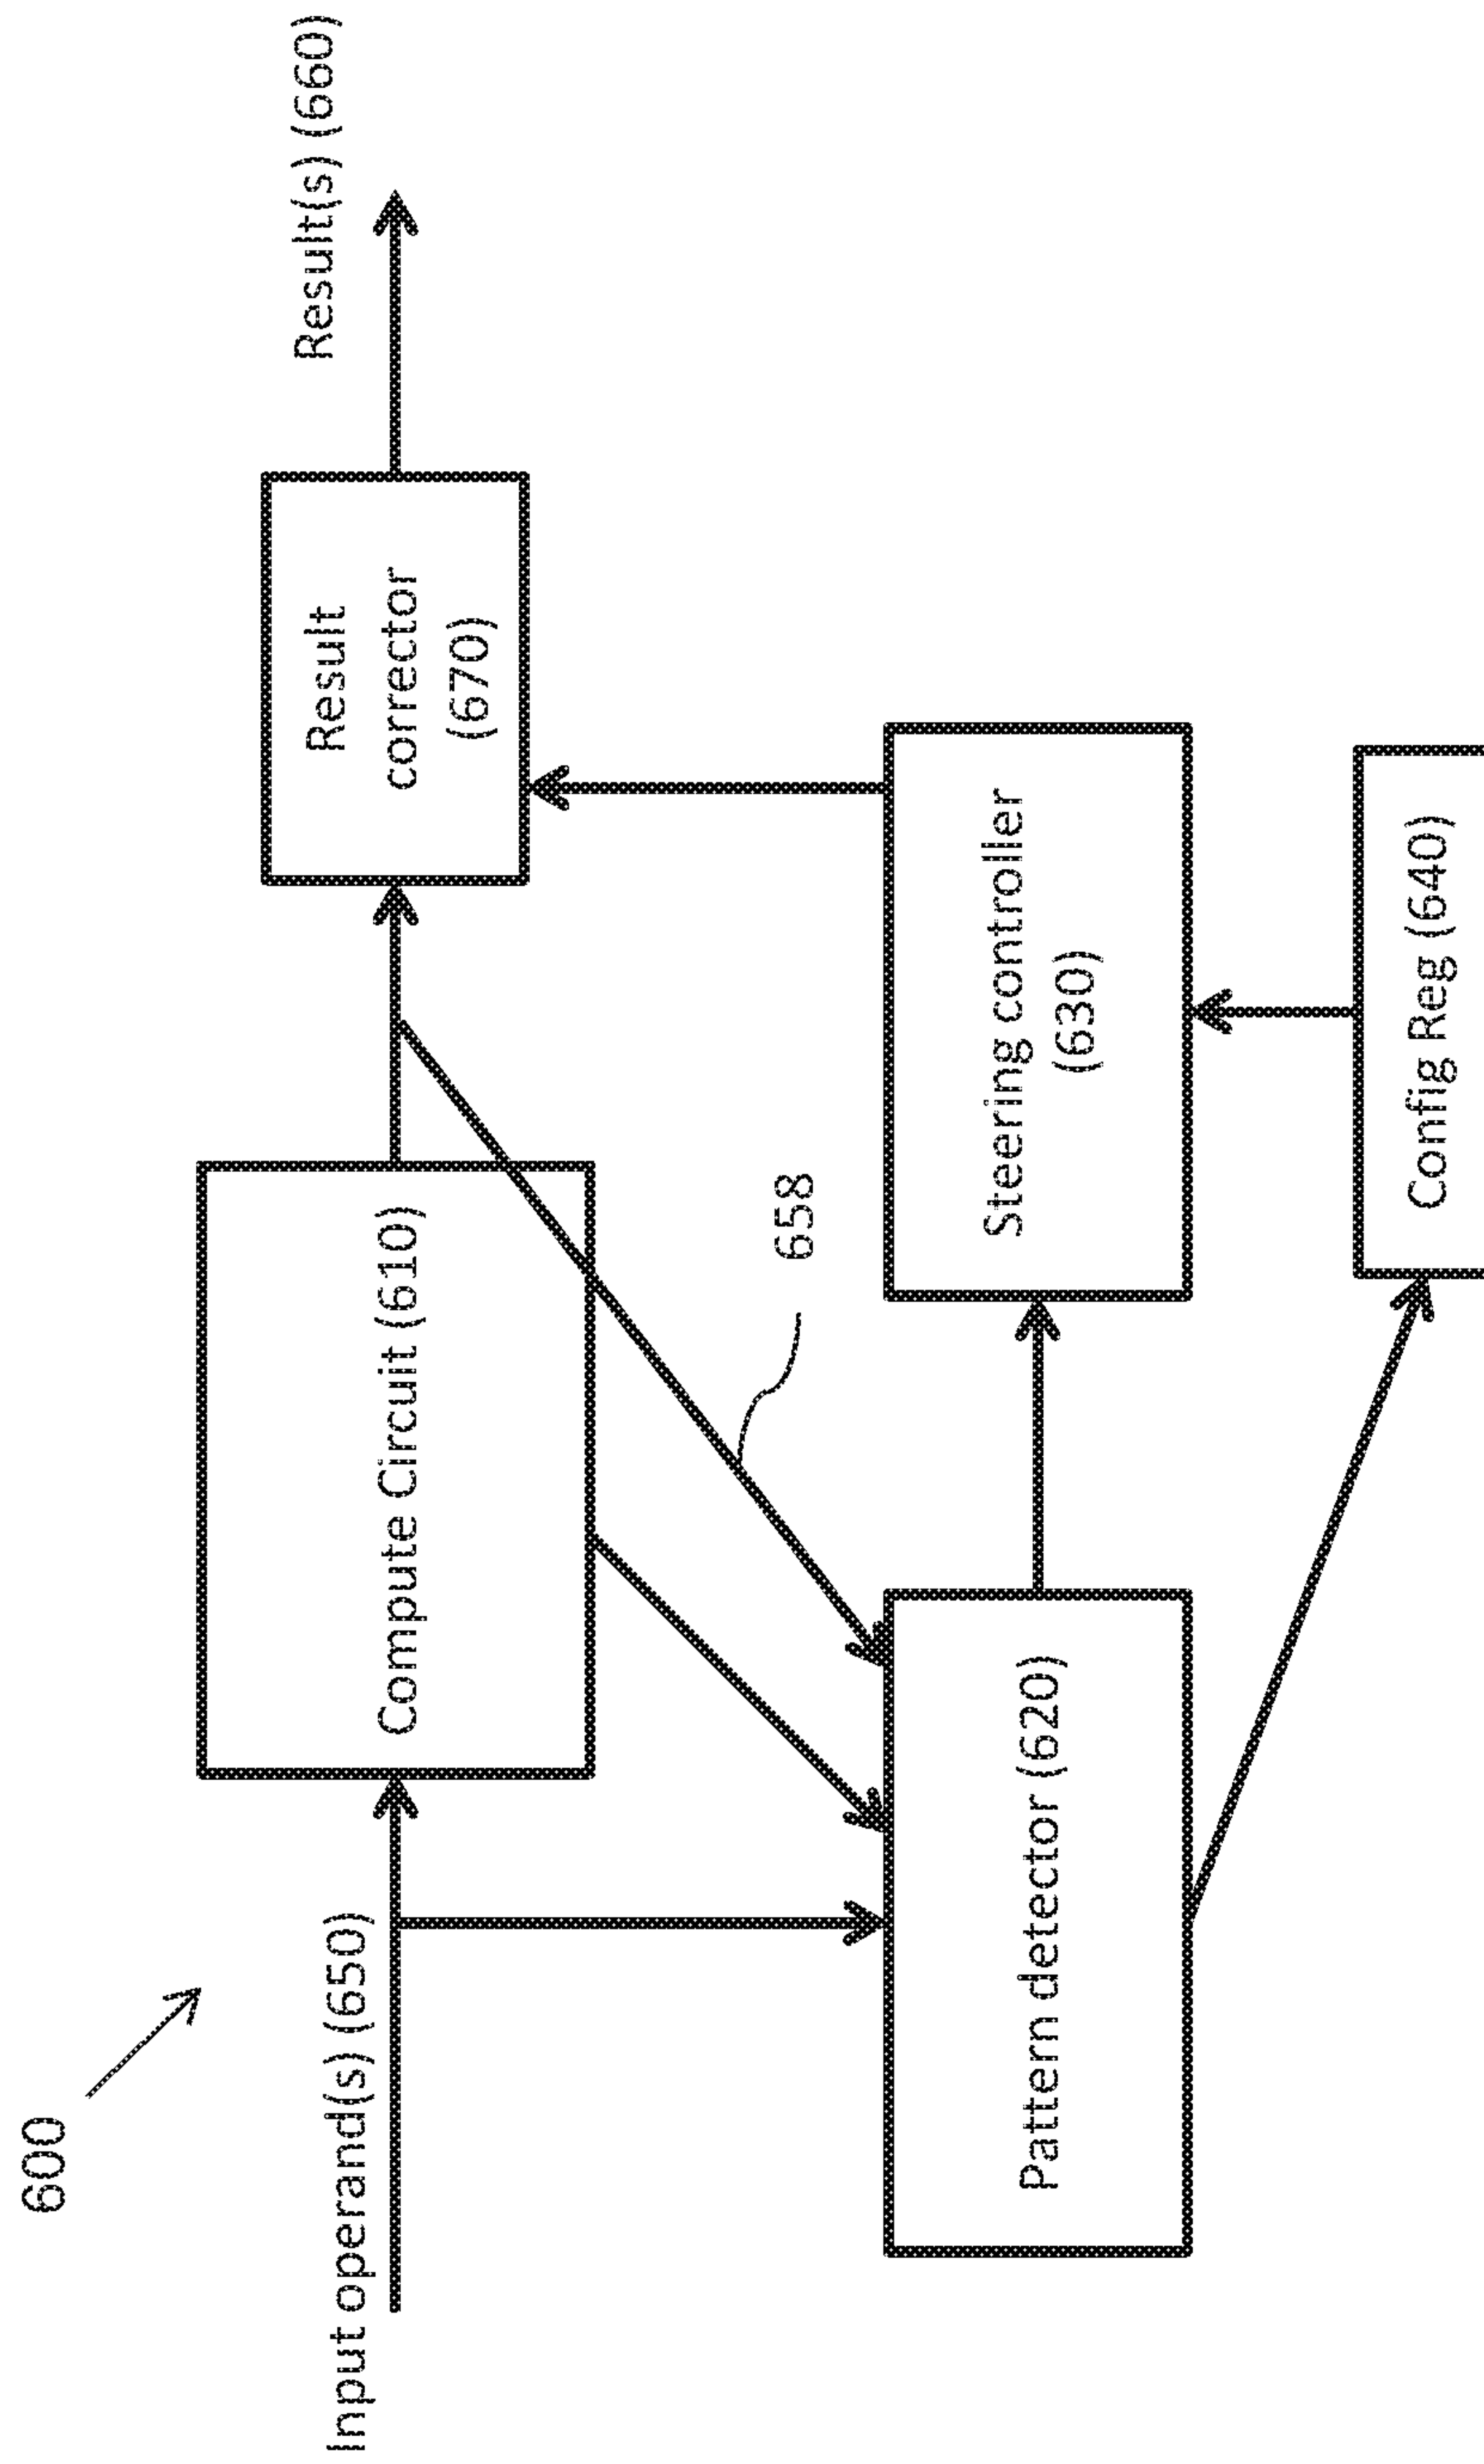 600
Input operand(s) (650)
Compute Circuit (610)
Result
corrector
(670)
Result(s) (660)
658
Pattern detector (620)
Steering controller
(630)
Config Reg (640)